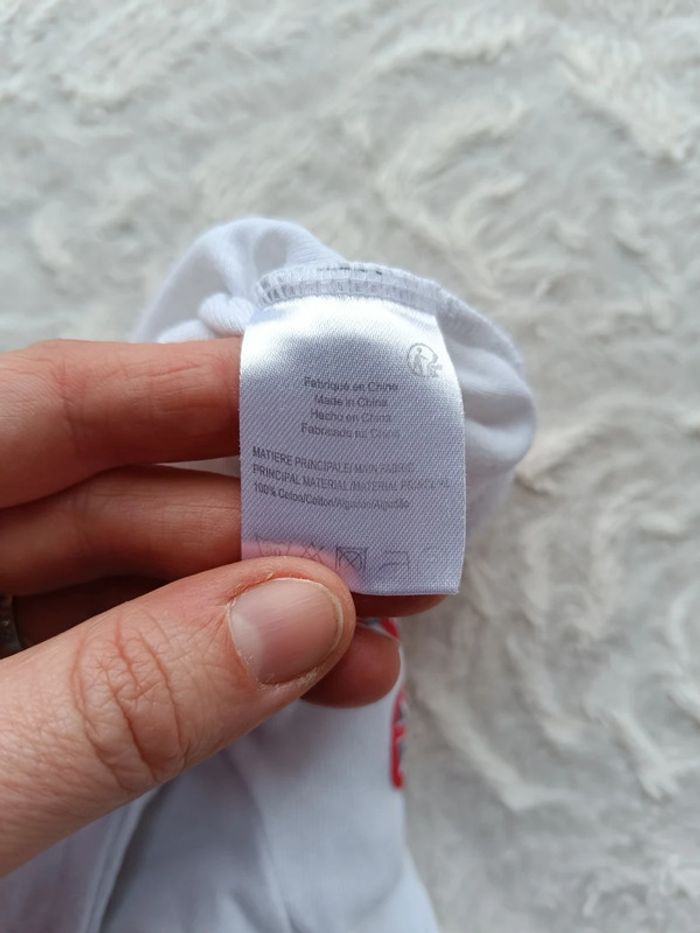 Fabriqué en Chine
Made in China
Hecho en China
Fabricado na China
MATIERE PRINCIPALE/ MAIN FABRIC
PRINCIPAL MATERIAL/MATERIAL PRINCIPAL
100% Coton/Cotton/Algodon/Algodão